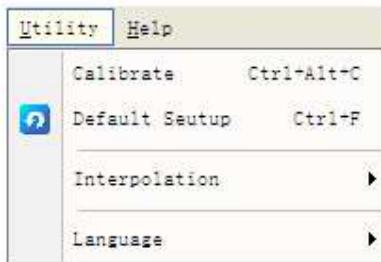 Utility Help
Calibrate Ctrl+Alt+C
Default Seutup Ctrl+F
Interpolation
Language